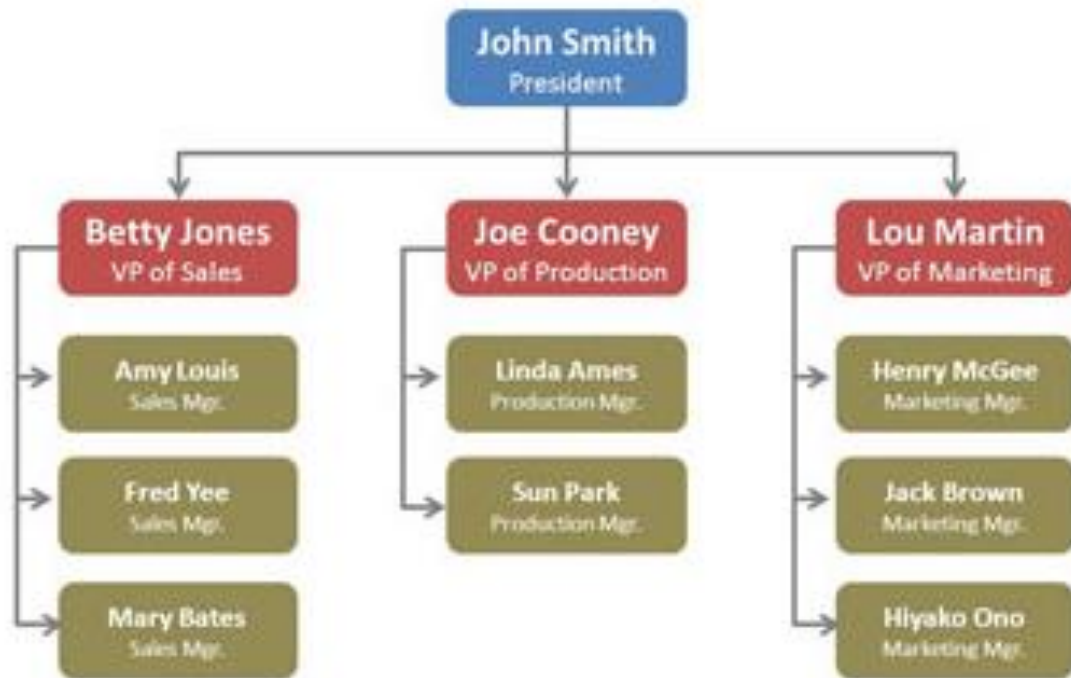 John Smith
President
Betty Jones
VP of Sales
Joe Cooney
VP of Production
Lou Martin
VP of Marketing
Amy Louis
Sales Mgr.
Fred Yee
Sales Mgr.
Mary Bates
Sales Mgr.
Linda Ames
Production Mgr.
Sun Park
Production Mgr.
Henry McGee
Marketing Mgr.
Jack Brown
Marketing Mgr.
Hiyako Ono
Marketing Mgr.